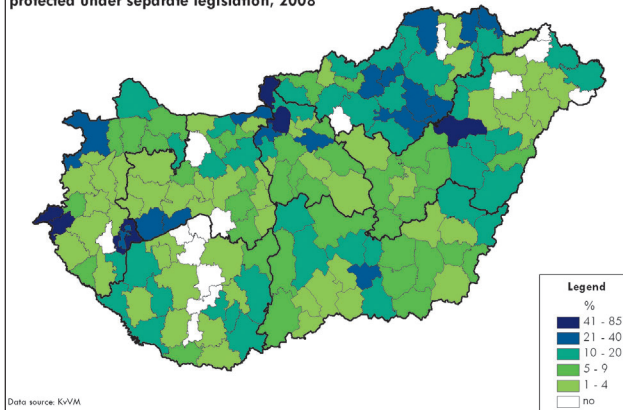 protected under separate legislation, 2008
Legend
%
41 - 85
21 - 40
10 - 20
5 - 9
1 - 4
no
Data source: KvVM